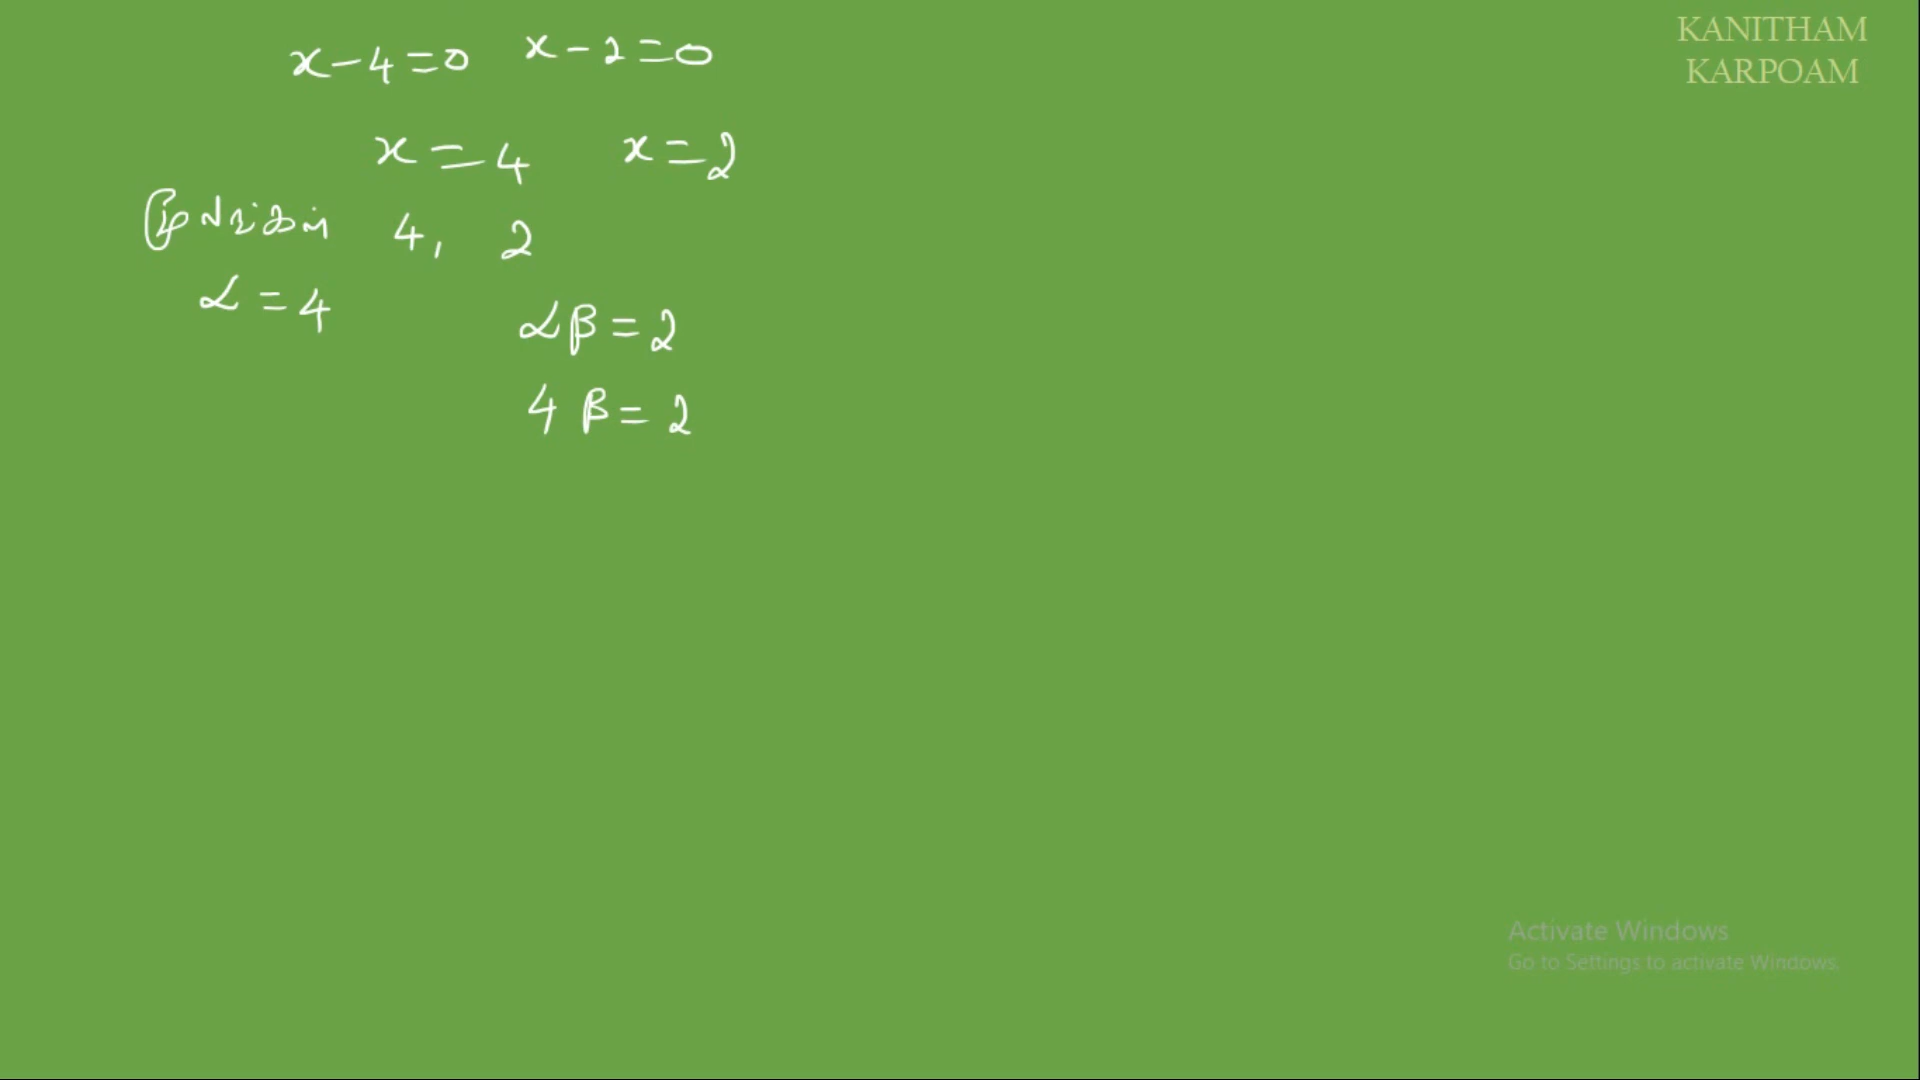 KANITHAM
KARPOAM
x-4=0 x-2=0
x=4 x=2
4, 2
α=4
αβ=2
4β=2
Activate Windows
Go to Settings to activate Windows.